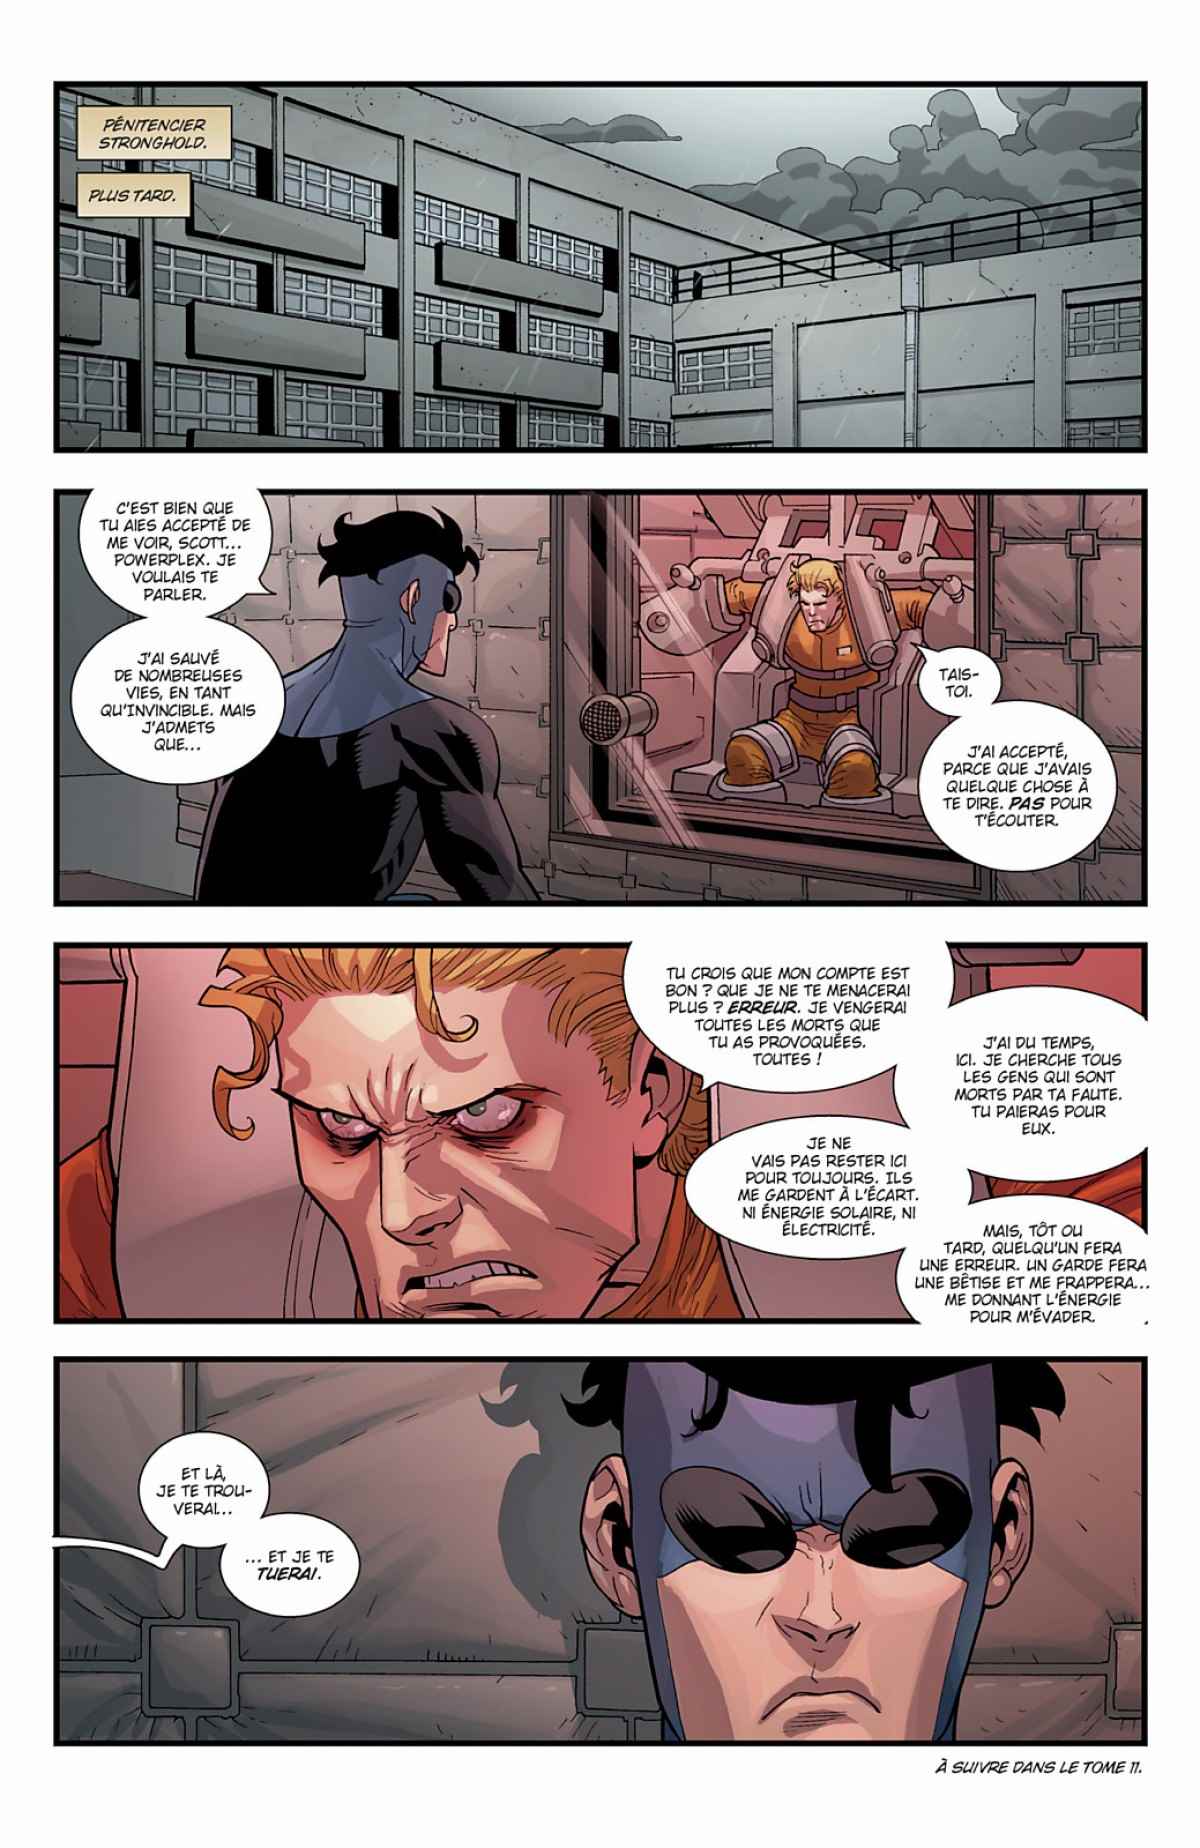 PÉNITENCIER
STRONGHOLD.
PLUS TARD.
C'EST BIEN QUE
TU AIES ACCEPTÉ DE
ME VOIR, SCOTT...
POWERPLEX. JE
VOULAIS TE
PARLER.
J'AI SAUVÉ
DE NOMBREUSES
VIES, EN TANT
QU'INVINCIBLE. MAIS
J'ADMETS
QUE...
TAIS-
TOI.
J'AI ACCEPTÉ,
PARCE QUE J'AVAIS
QUELQUE CHOSE À
TE DIRE. PAS POUR
T'ÉCOUTER.
TU CROIS QUE MON COMPTE EST
BON ? QUE JE NE TE MENACERAI
PLUS ? ERREUR. JE VENGERAI
TOUTES LES MORTS QUE
TU AS PROVOQUÉES.
TOUTES !
J'AI DU TEMPS,
ICI. JE CHERCHE TOUS
LES GENS QUI SONT
MORTS PAR TA FAUTE.
TU PAIERAS POUR
EUX.
JE NE
VAIS PAS RESTER ICI
POUR TOUJOURS. ILS
ME GARDENT À L'ÉCART.
NI ÉNERGIE SOLAIRE, NI
ÉLECTRICITÉ.
MAIS, TÔT OU
TARD, QUELQU'UN FERA
UNE ERREUR. UN GARDE FERA
UNE BÊTISE ET ME FRAPPERA...
ME DONNANT L'ÉNERGIE
POUR M'ÉVADER.
ET LÀ,
JE TE TROU-
VERAI...
... ET JE TE
TUERAI.
À SUIVRE DANS LE TOME 11.